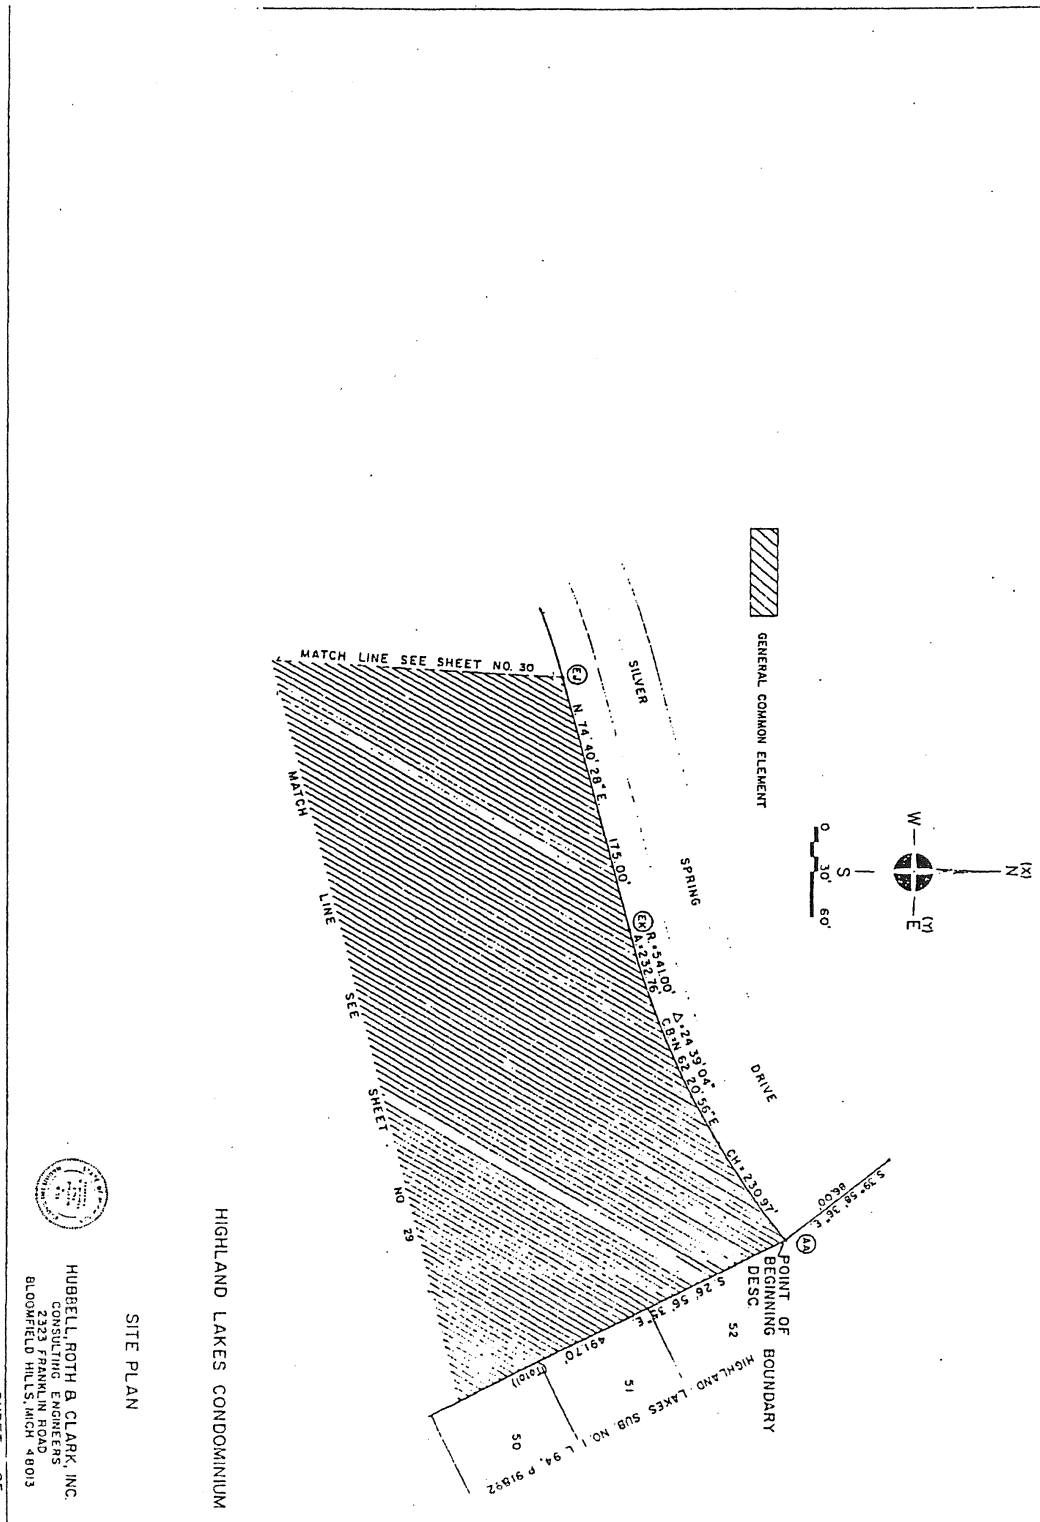 (X)
N
W
E
(Y)
S
0
30'
60'
GENERAL COMMON ELEMENT
SILVER
SPRING
DRIVE
MATCH LINE SEE SHEET NO. 30
EJ
N. 74° 40' 28" E.
175.00'
EK
R.=541.00'
A.=232.76'
Δ=24 39' 04"
C.B=N 62 20' 56" E
CH = 230.97'
S 39° 58' 36" E.
86.00
AA
POINT OF
BEGINNING BOUNDARY
DESC.
S. 26° 56' 35" E.
491.70'
(Total)
52
51
50
HIGHLAND LAKES SUB. NO. 1 L 94, P 91&92
MATCH LINE SEE SHEET NO 29
HIGHLAND LAKES CONDOMINIUM
SITE PLAN
HUBBELL, ROTH & CLARK, INC.
CONSULTING ENGINEERS
2323 FRANKLIN ROAD
BLOOMFIELD HILLS, MICH 48013